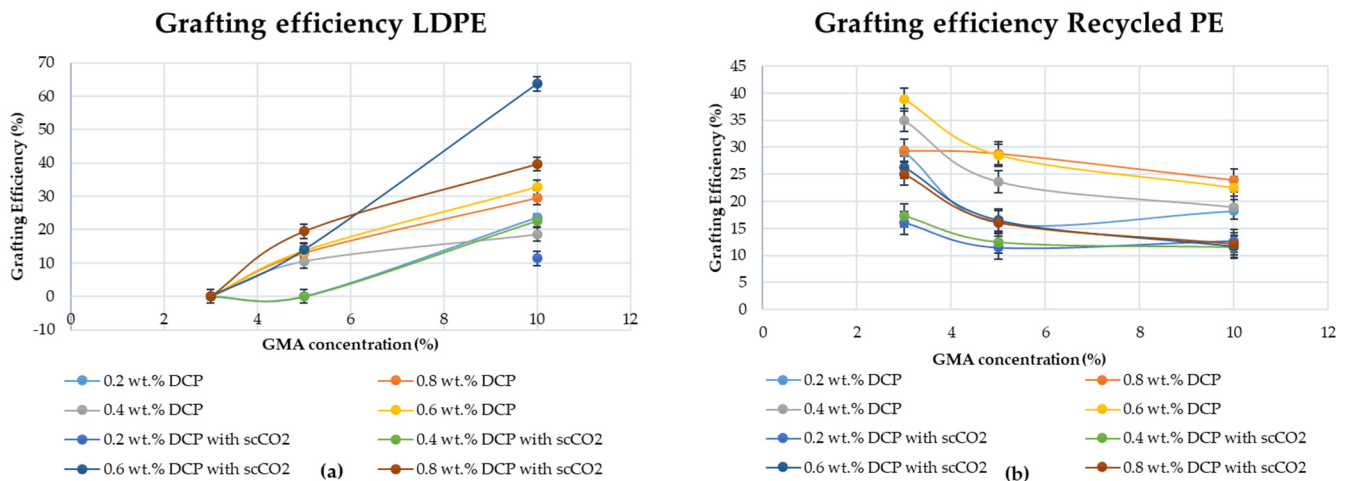 Grafting efficiency LDPE
Grafting Efficiency (%)
70
60
50
40
30
20
10
0
-10
0 2 4 6 8 10 12
GMA concentration (%)
0.2 wt.% DCP 0.8 wt.% DCP
0.4 wt.% DCP 0.6 wt.% DCP
0.2 wt.% DCP with scCO2 0.4 wt.% DCP with scCO2
0.6 wt.% DCP with scCO2 0.8 wt.% DCP with scCO2
(a)
Grafting efficiency Recycled PE
Grafting Efficiency (%)
45
40
35
30
25
20
15
10
5
0
0 2 4 6 8 10 12
GMA concentration (%)
0.2 wt.% DCP 0.8 wt.% DCP
0.4 wt.% DCP 0.6 wt.% DCP
0.2 wt.% DCP with scCO2 0.4 wt.% DCP with scCO2
0.6 wt.% DCP with scCO2 0.8 wt.% DCP with scCO2
(b)